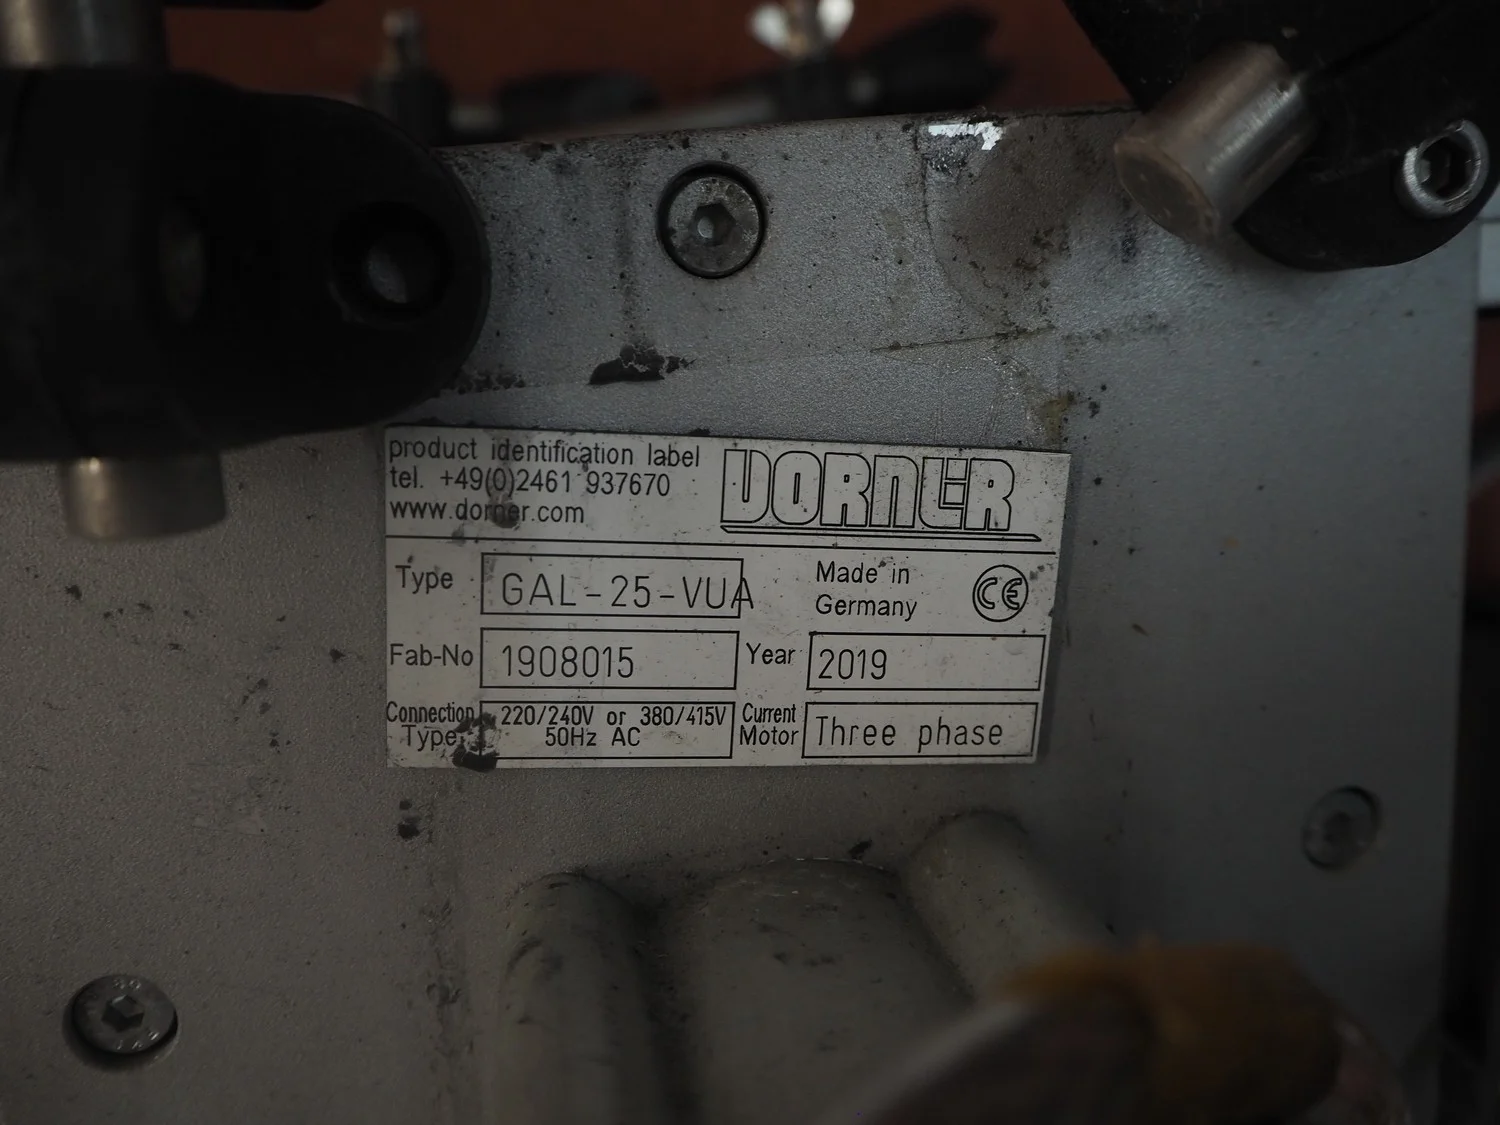 product identification label
tel. +49(0)2461 937670
www.dorner.com
DORNER
Type GAL-25-VUA
Made in
Germany
CE
Fab-No 1908015 Year 2019
Connection
Type 220/240V or 380/415V
50Hz AC
Current
Motor Three phase